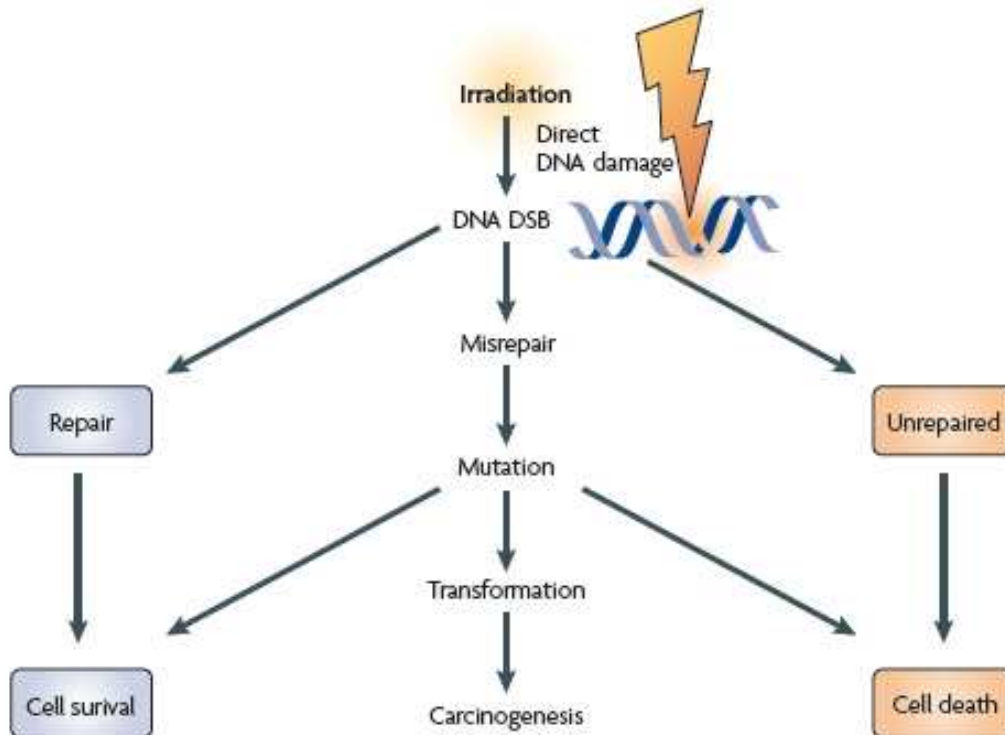 Irradiation
Direct
DNA damage
DNA DSB
Misrepair
Repair
Unrepaired
Mutation
Transformation
Cell surival
Carcinogenesis
Cell death